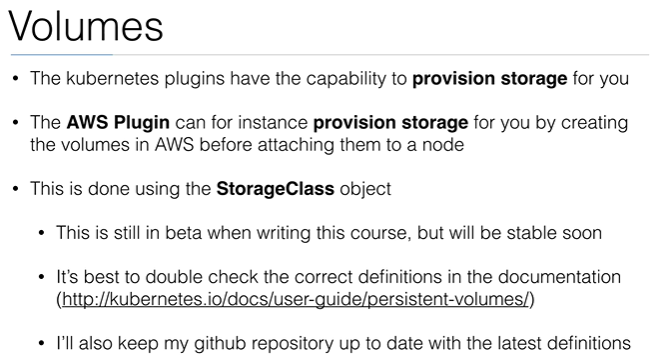 Volumes
• The kubernetes plugins have the capability to provision storage for you
• The AWS Plugin can for instance provision storage for you by creating
the volumes in AWS before attaching them to a node
• This is done using the StorageClass object
• This is still in beta when writing this course, but will be stable soon
• It’s best to double check the correct definitions in the documentation
(http://kubernetes.io/docs/user-guide/persistent-volumes/)
• I’ll also keep my github repository up to date with the latest definitions